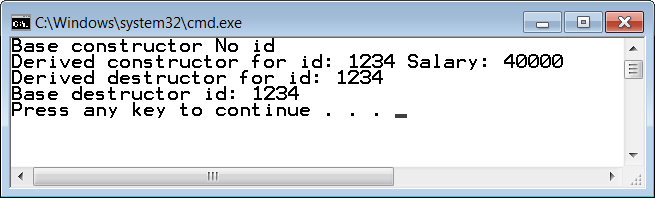 C:\Windows\system32\cmd.exe
Base constructor No id
Derived constructor for id: 1234 Salary: 40000
Derived destructor for id: 1234
Base destructor id: 1234
Press any key to continue . . . _